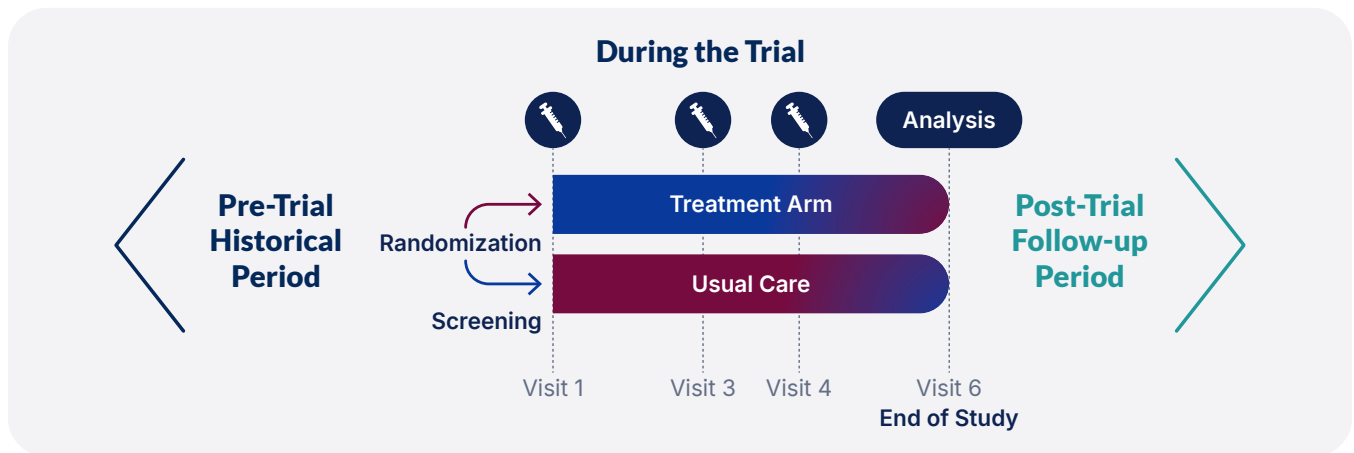 During the Trial
Analysis
Pre-Trial
Historical
Period
Treatment Arm
Randomization
Usual Care
Screening
Post-Trial
Follow-up
Period
Visit 1
Visit 3
Visit 4
Visit 6
End of Study